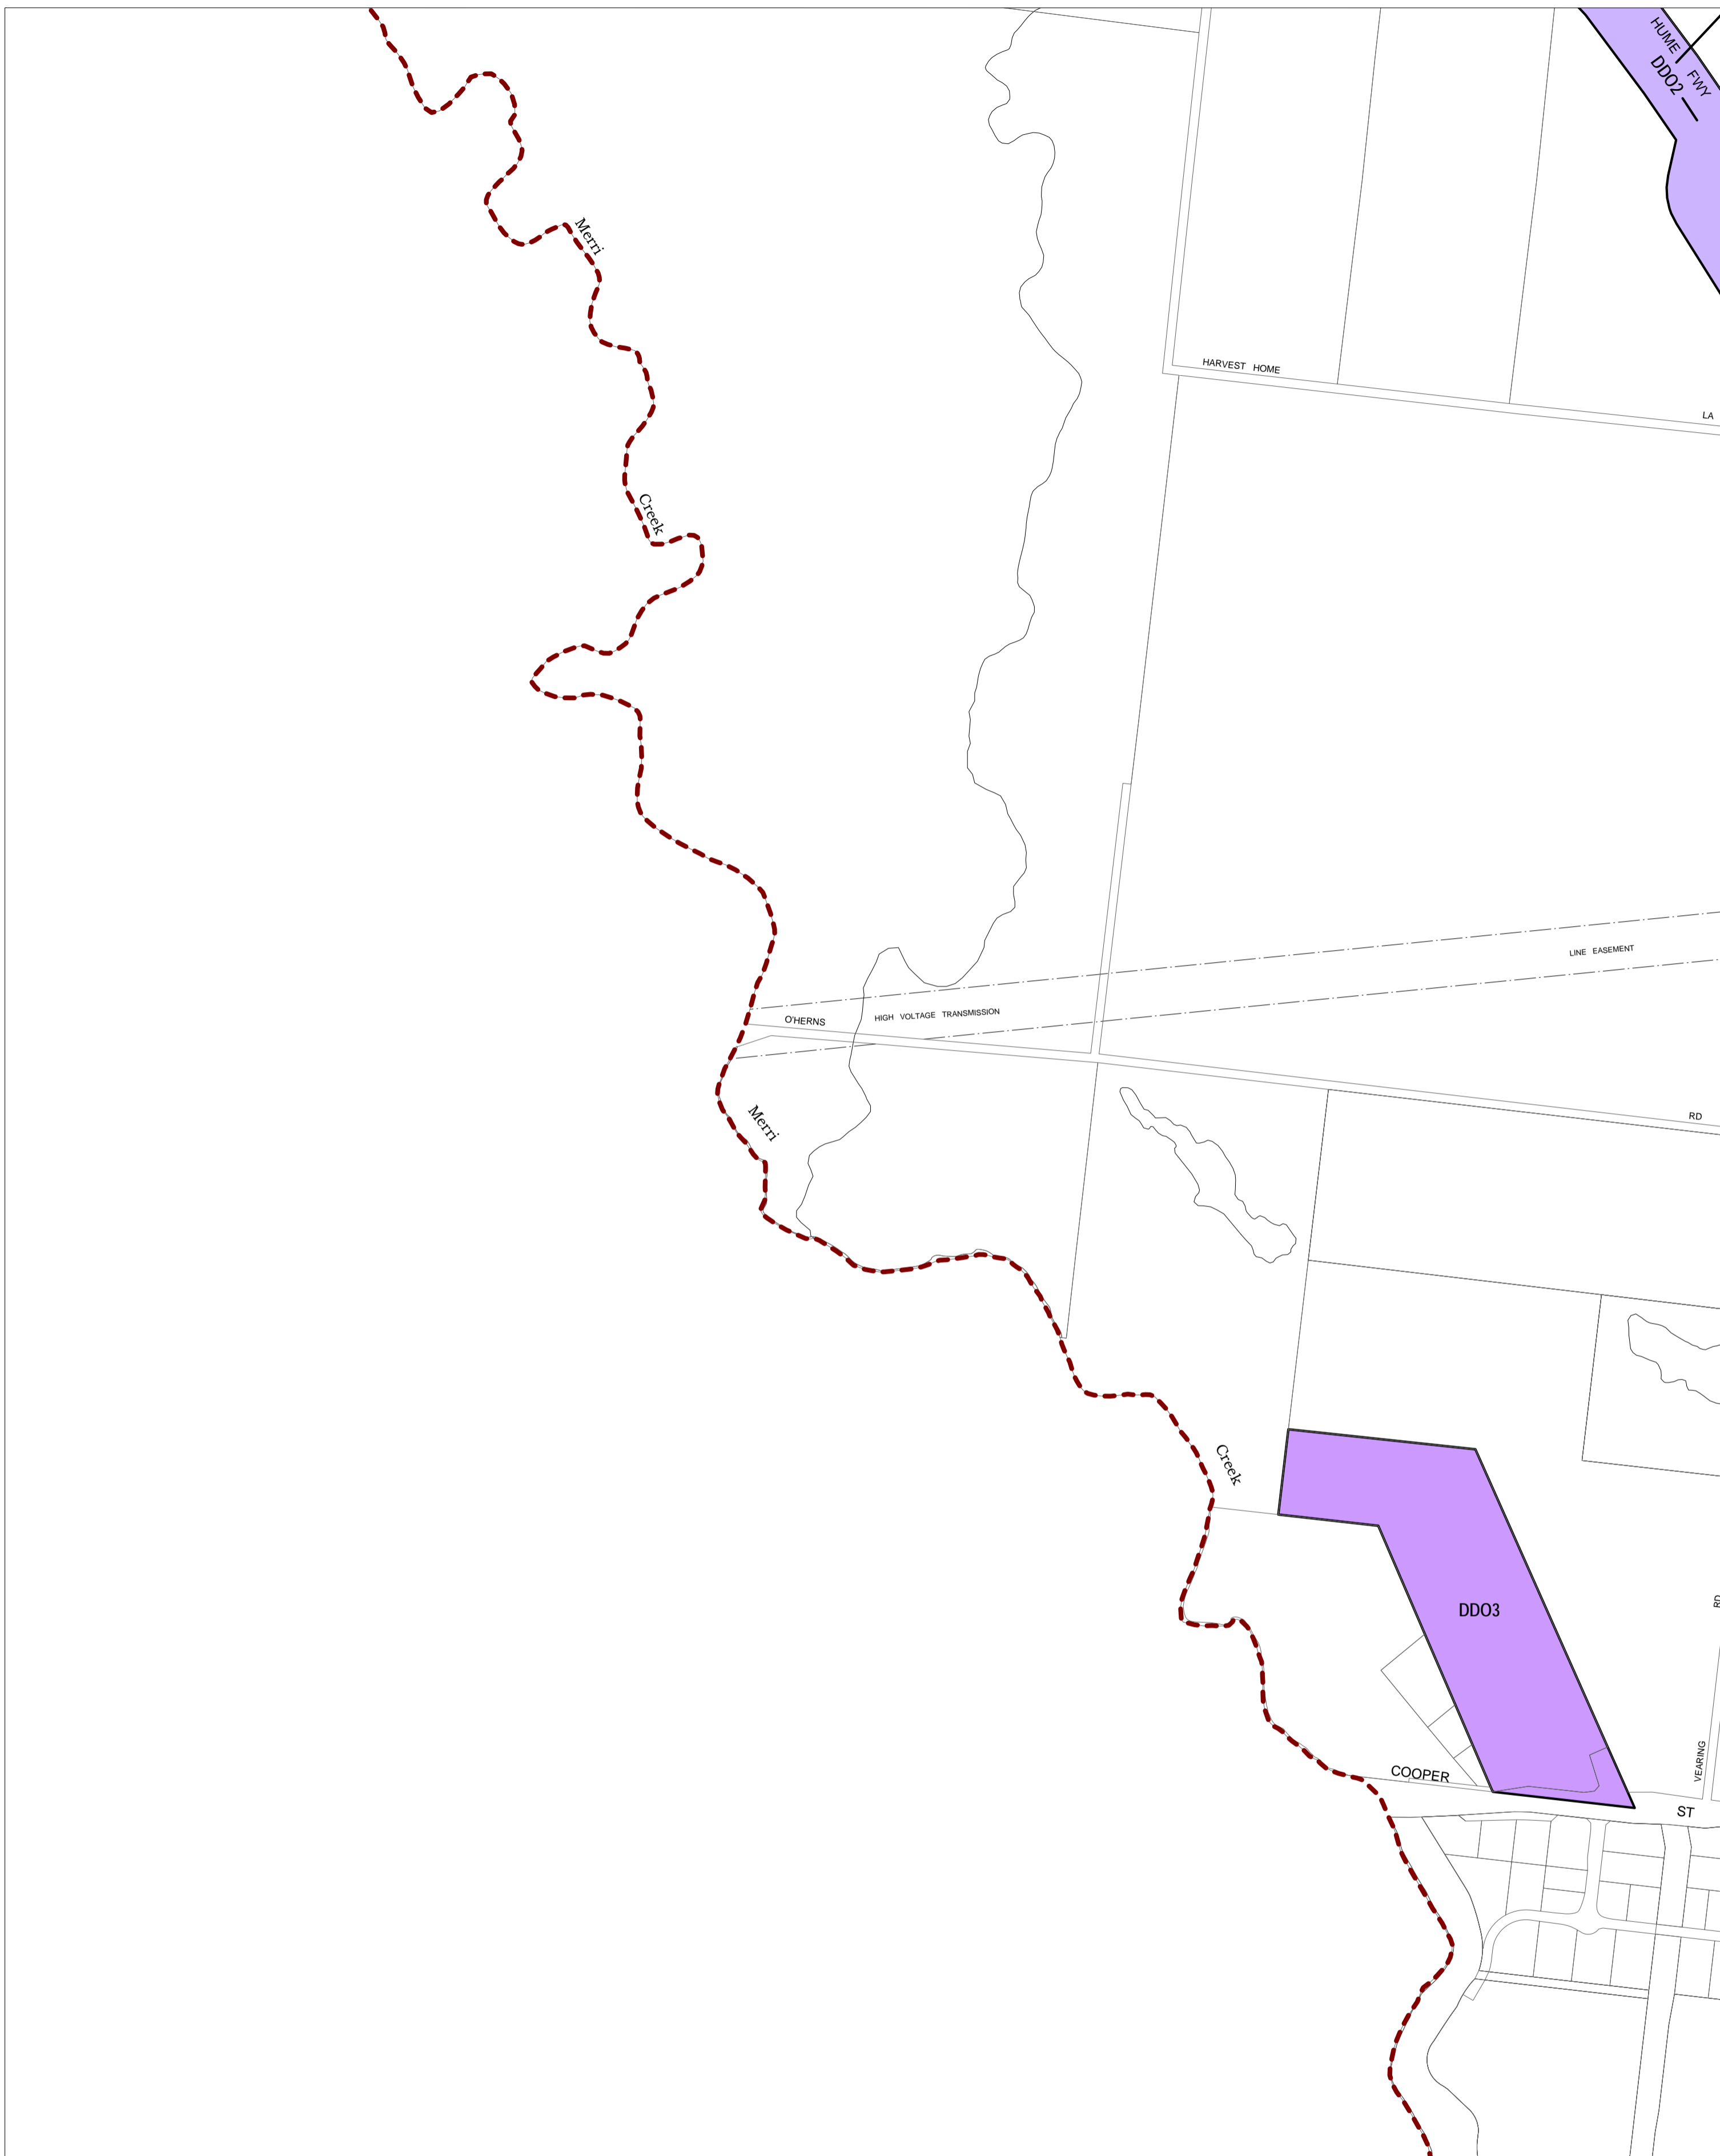 HUME FWY
DDO2
Merri
HARVEST HOME
LA
Creek
LINE EASEMENT
O'HERNS
HIGH VOLTAGE TRANSMISSION
RD
Merri
Creek
DDO3
RD
VEARING
COOPER
ST